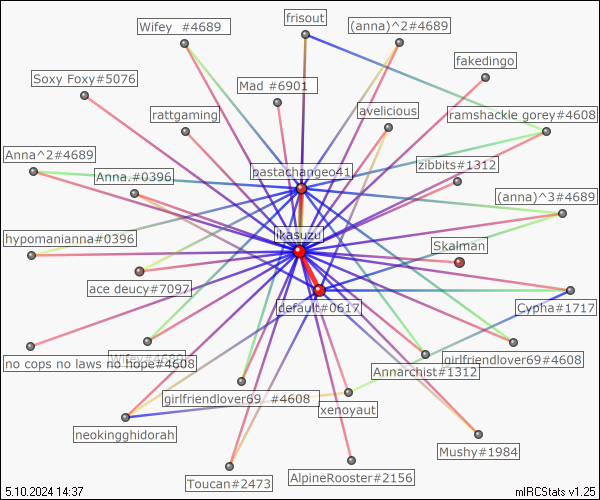 frisout
Wifey  #4689
(anna)^2#4689
fakedingo
Soxy Foxy#5076
Mad #6901
avelicious
rattgaming
ramshackle gorey#4608
Anna^2#4689
pastachangeo41
zibbits#1312
Anna.#0396
(anna)^3#4689
hypomanianna#0396
jkasuzu
Skalman
ace deucy#7097
default#0617
Cypha#1717
no cops no laws no hope#4608
Wifey#4689
girlfriendlover69#4608
Annarchist#1312
girlfriendlover69  #4608
xenoyaut
neokingghidorah
Mushy#1984
Toucan#2473
AlpineRooster#2156
5.10.2024 14:37
mIRCStats v1.25